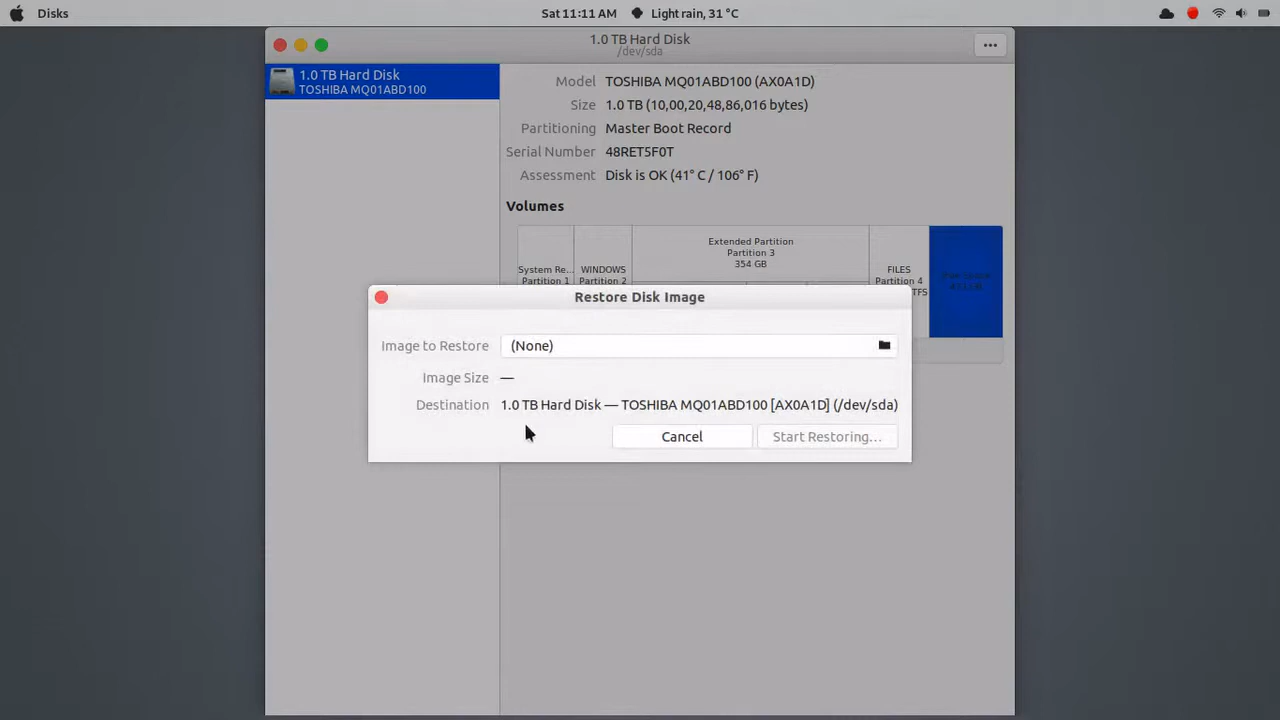 Disks
Sat 11:11 AM
Light rain, 31 °C
1.0 TB Hard Disk
/dev/sda
1.0 TB Hard Disk
TOSHIBA MQ01ABD100
Model TOSHIBA MQ01ABD100 (AX0A1D)
Size 1.0 TB (10,00,20,48,86,016 bytes)
Partitioning Master Boot Record
Serial Number 48RET5F0T
Assessment Disk is OK (41° C / 106° F)
Volumes
System Re...
Partition 1
WINDOWS
Partition 2
Extended Partition
Partition 3
354 GB
FILES
Partition 4
TFS
Restore Disk Image
Image to Restore (None)
Image Size —
Destination 1.0 TB Hard Disk — TOSHIBA MQ01ABD100 [AX0A1D] (/dev/sda)
Cancel
Start Restoring...